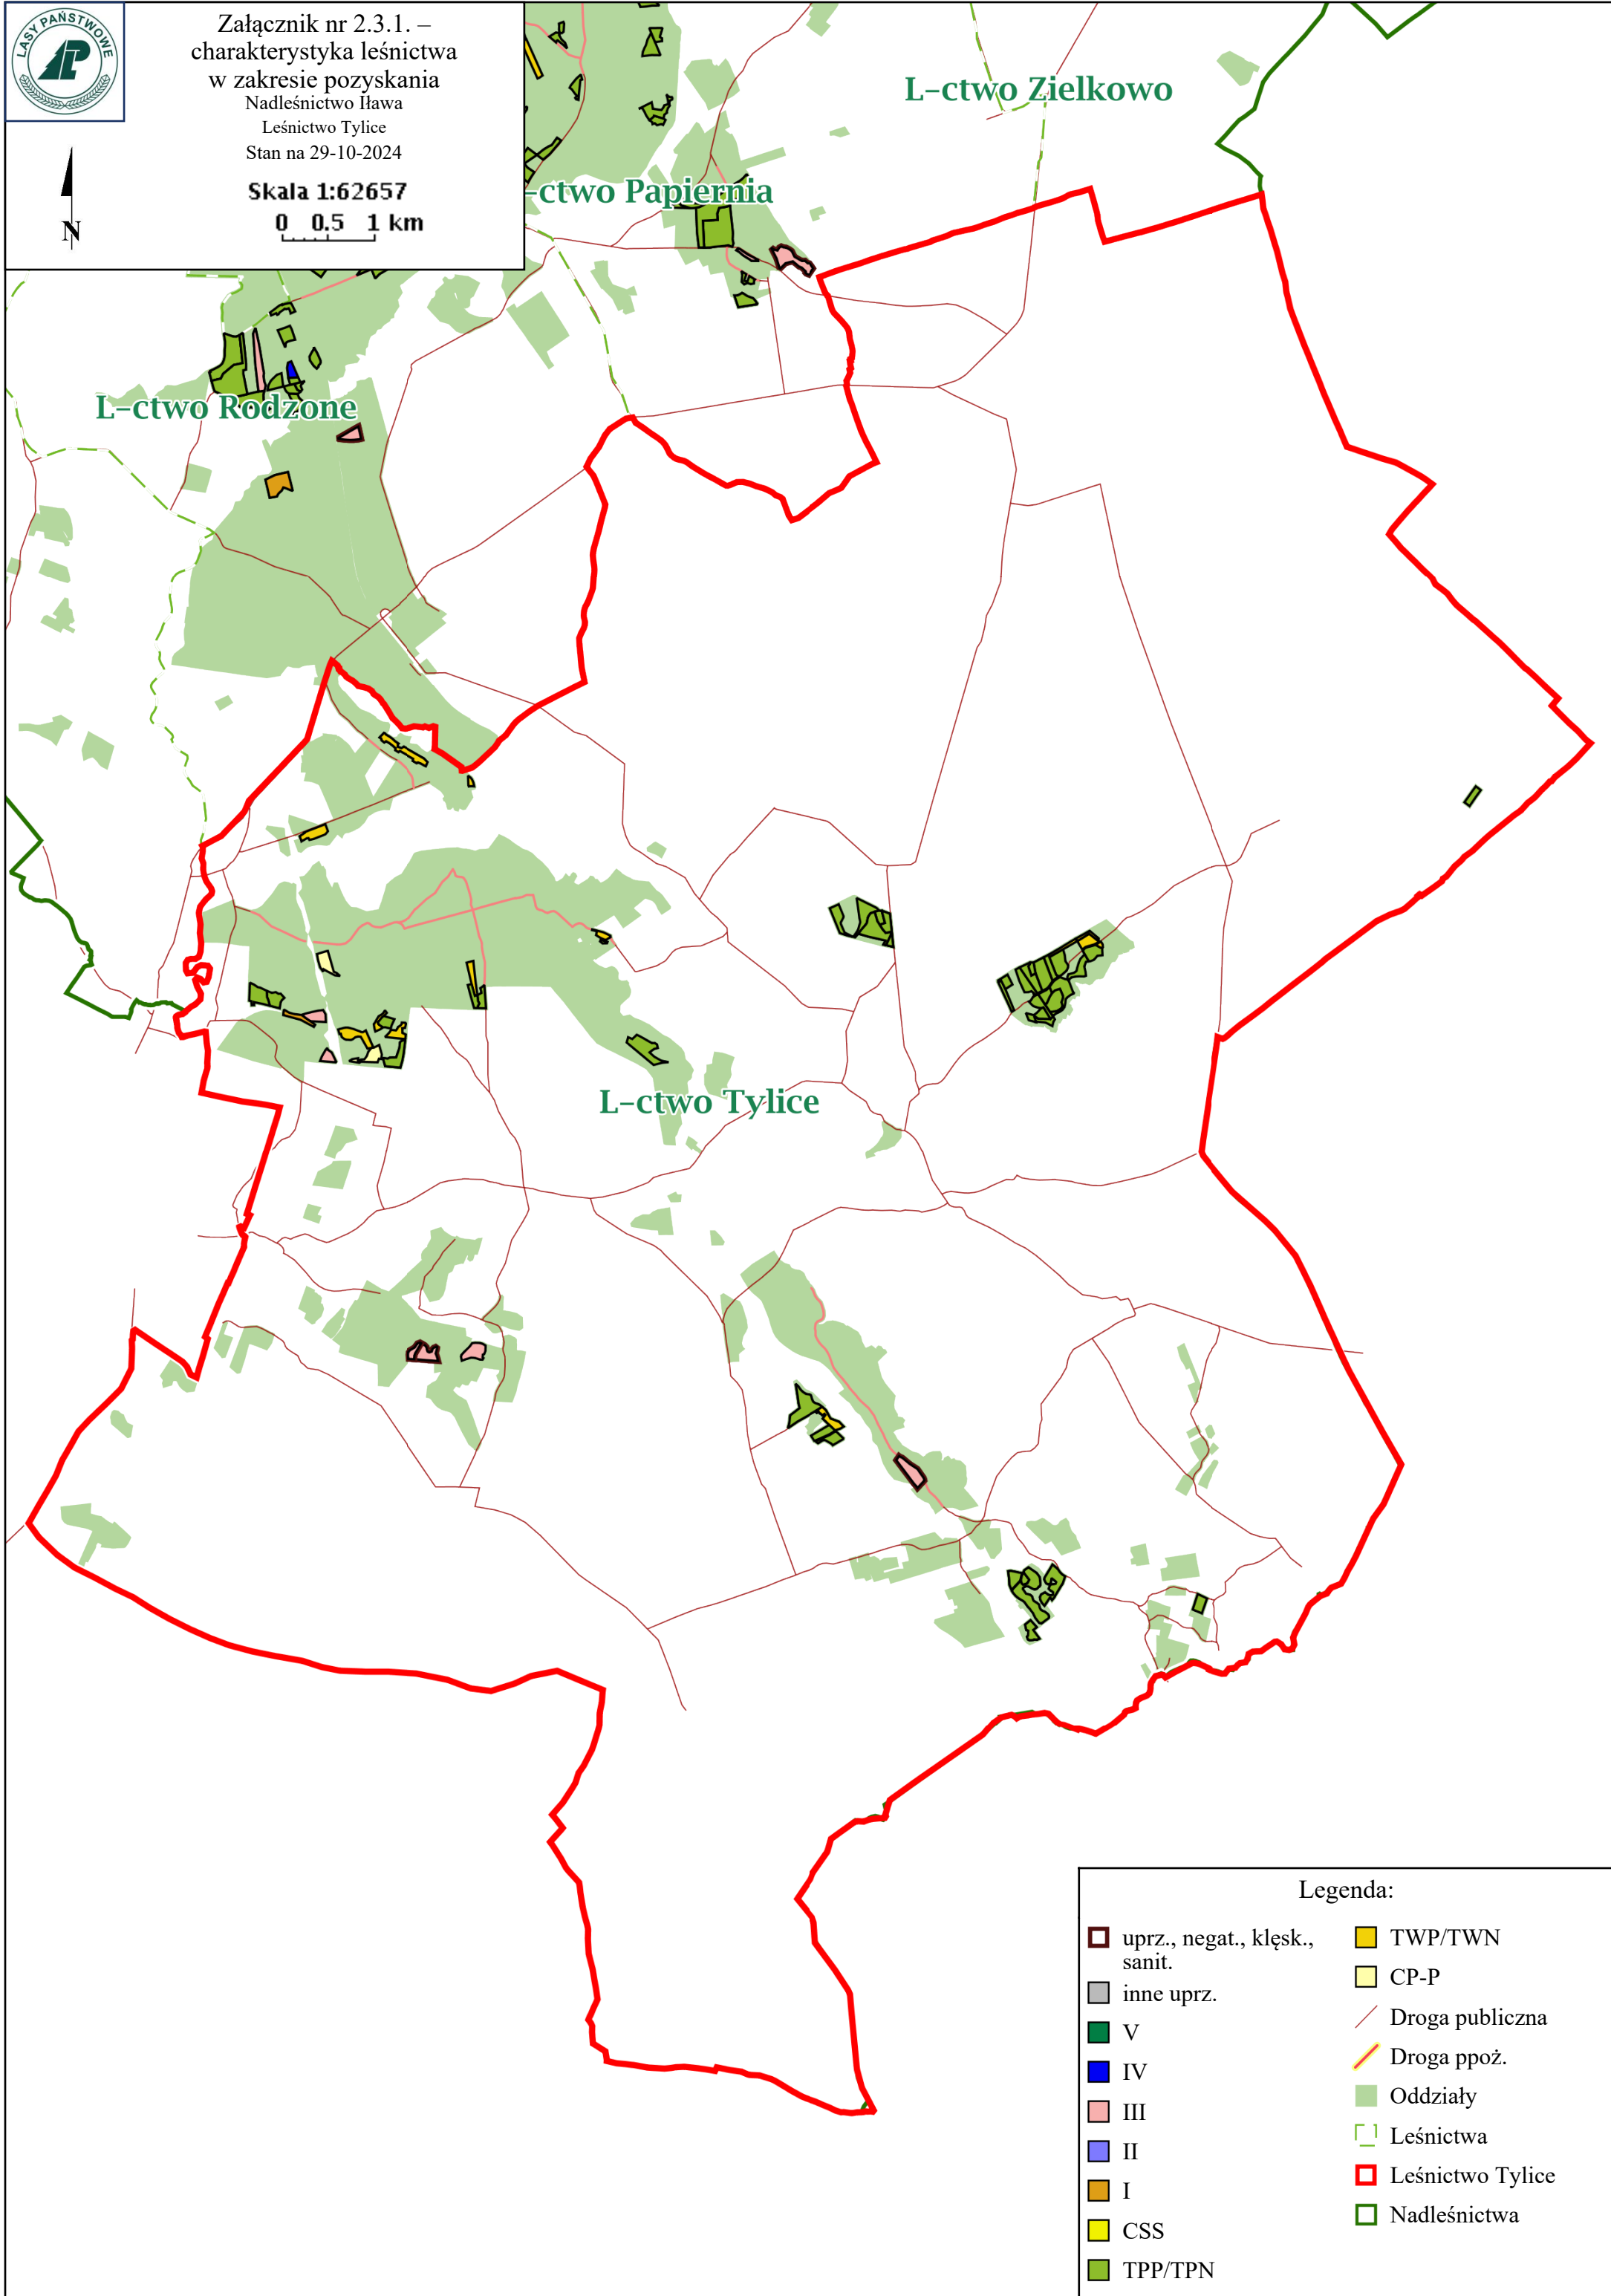 LASY PAŃSTWOWE
Załącznik nr 2.3.1. –
charakterystyka leśnictwa
w zakresie pozyskania
Nadleśnictwo Iława
Leśnictwo Tylice
Stan na 29-10-2024
Skala 1:62657
0 0.5 1 km
N
L-ctwo Zielkowo
-ctwo Papiernia
L-ctwo Rodzone
L-ctwo Tylice
Legenda:
uprz., negat., klęsk.,
sanit.
inne uprz.
V
IV
III
II
I
CSS
TPP/TPN
TWP/TWN
CP-P
Droga publiczna
Droga ppoż.
Oddziały
Leśnictwa
Leśnictwo Tylice
Nadleśnictwa